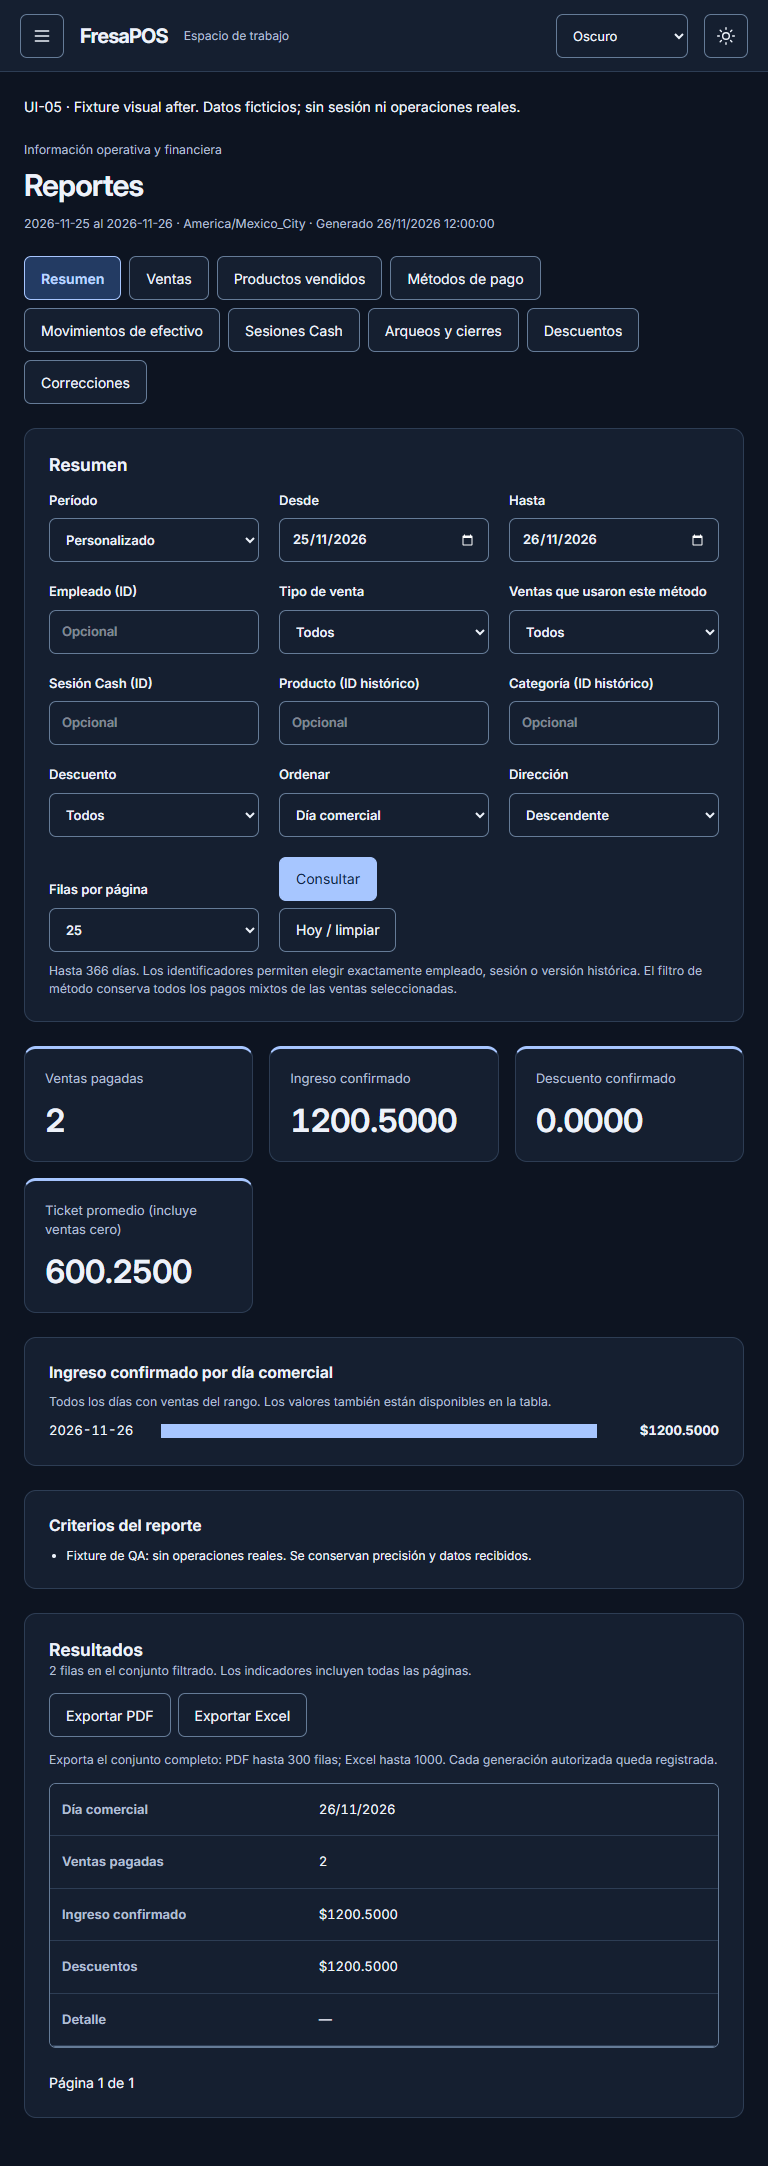 FresaPOS
Espacio de trabajo
Oscuro
UI-05 · Fixture visual after. Datos ficticios; sin sesión ni operaciones reales.
Información operativa y financiera
Reportes
2026-11-25 al 2026-11-26 · America/Mexico_City · Generado 26/11/2026 12:00:00
Resumen
Ventas
Productos vendidos
Métodos de pago
Movimientos de efectivo
Sesiones Cash
Arqueos y cierres
Descuentos
Correcciones
Resumen
Período
Desde
Hasta
Personalizado
25/11/2026
26/11/2026
Empleado (ID)
Tipo de venta
Ventas que usaron este método
Opcional
Todos
Todos
Sesión Cash (ID)
Producto (ID histórico)
Categoría (ID histórico)
Opcional
Opcional
Opcional
Descuento
Ordenar
Dirección
Todos
Día comercial
Descendente
Filas por página
25
Consultar
Hoy / limpiar
Hasta 366 días. Los identificadores permiten elegir exactamente empleado, sesión o versión histórica. El filtro de
método conserva todos los pagos mixtos de las ventas seleccionadas.
Ventas pagadas
2
Ingreso confirmado
1200.5000
Descuento confirmado
0.0000
Ticket promedio (incluye
ventas cero)
600.2500
Ingreso confirmado por día comercial
Todos los días con ventas del rango. Los valores también están disponibles en la tabla.
2026-11-26 $1200.5000
Criterios del reporte
• Fixture de QA: sin operaciones reales. Se conservan precisión y datos recibidos.
Resultados
2 filas en el conjunto filtrado. Los indicadores incluyen todas las páginas.
Exportar PDF
Exportar Excel
Exporta el conjunto completo: PDF hasta 300 filas; Excel hasta 1000. Cada generación autorizada queda registrada.
Día comercial 26/11/2026
Ventas pagadas 2
Ingreso confirmado $1200.5000
Descuentos $1200.5000
Detalle —
Página 1 de 1